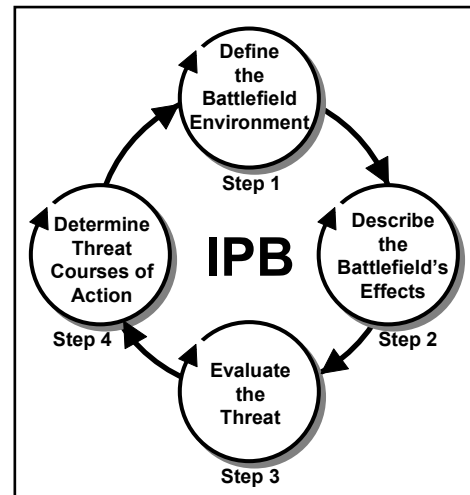 Define
the
Battlefield
Environment
Step 1
Describe
the
Battlefield's
Effects
Step 2
Evaluate
the
Threat
Step 3
Determine
Threat
Courses of
Action
Step 4
IPB